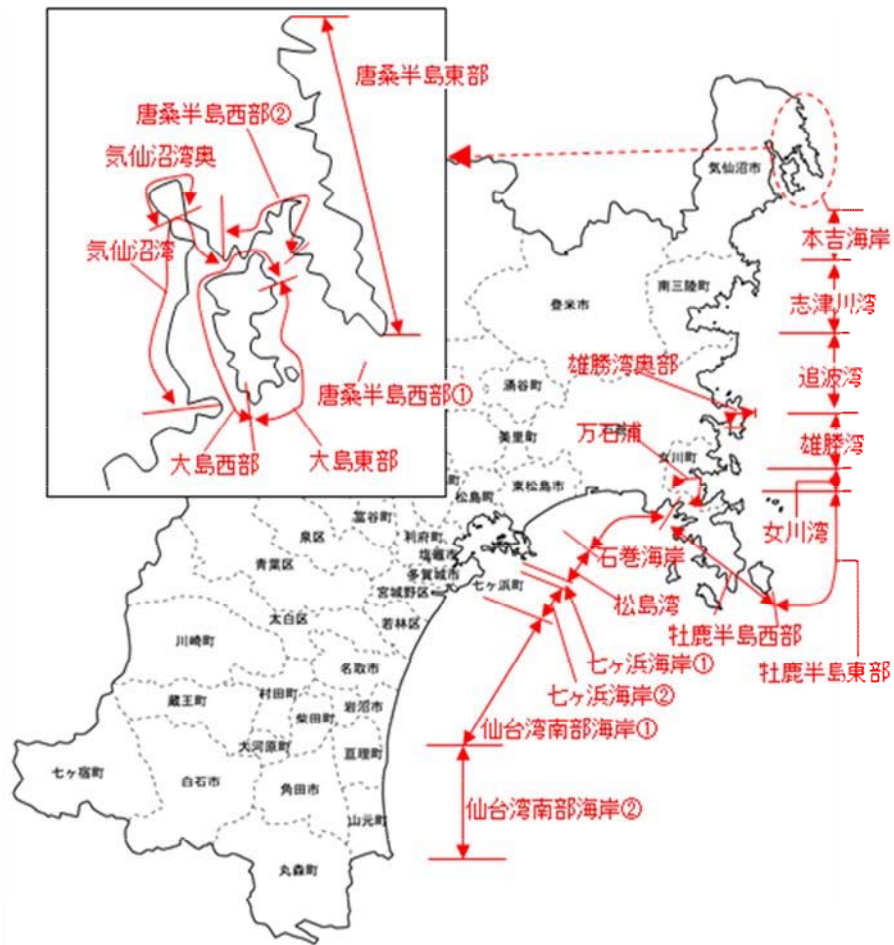 唐桑半島東部
唐桑半島西部②
気仙沼湾奥
気仙沼湾
唐桑半島西部①
大島西部
大島東部
気仙沼市
本吉海岸
南三陸町
登米市
志津川湾
雄勝湾奥部
追波湾
涌谷町
万石浦
美里町
女川町
雄勝湾
東松島市
松島町
女川湾
富谷町
利府町
泉区
塩竈市
石巻海岸
青葉区
多賀城市
七ヶ浜町
宮城野区
松島湾
太白区
若林区
牡鹿半島西部
川崎町
七ヶ浜海岸①
牡鹿半島東部
名取市
七ヶ浜海岸②
蔵王町
村田町
岩沼市
柴田町
仙台湾南部海岸①
大河原町
亘理町
七ヶ宿町
白石市
角田市
仙台湾南部海岸②
山元町
丸森町